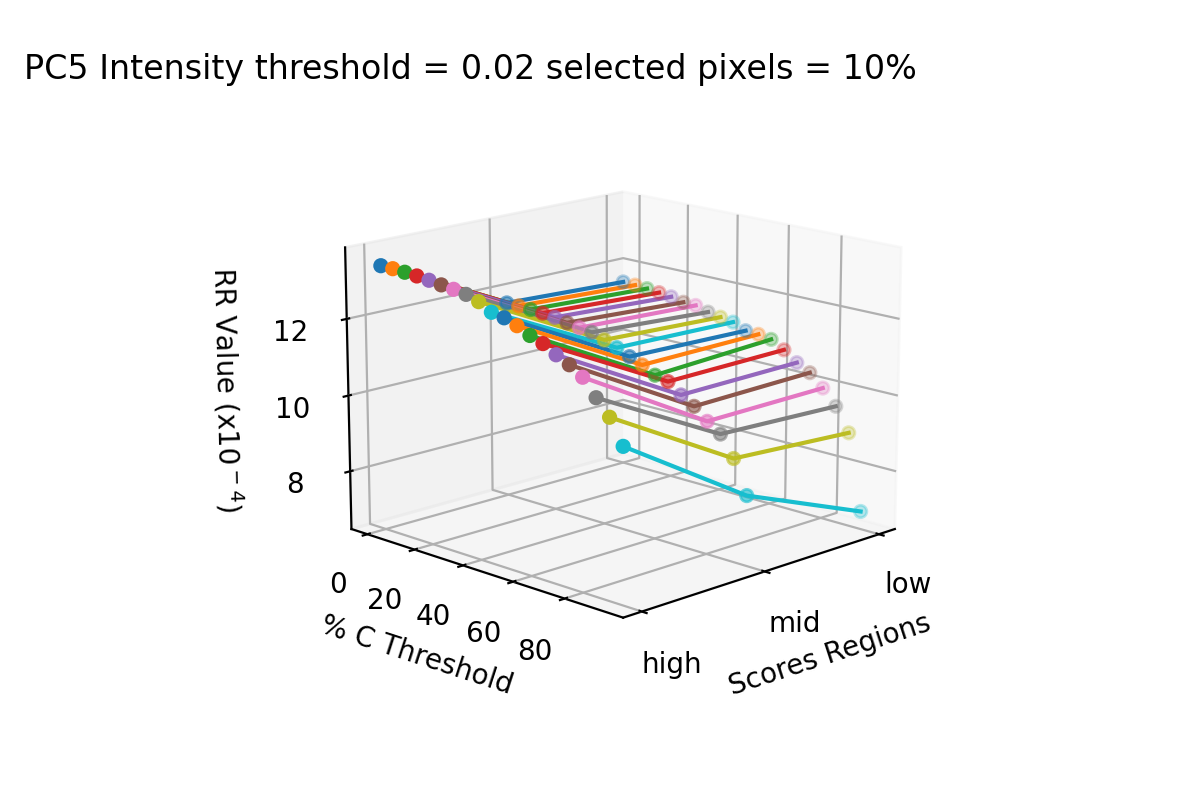 PC5 Intensity threshold = 0.02 selected pixels = 10%
RR Value (x10⁻⁴)
12
10
8
0
20
40
60
80
% C Threshold
high
mid
low
Scores Regions